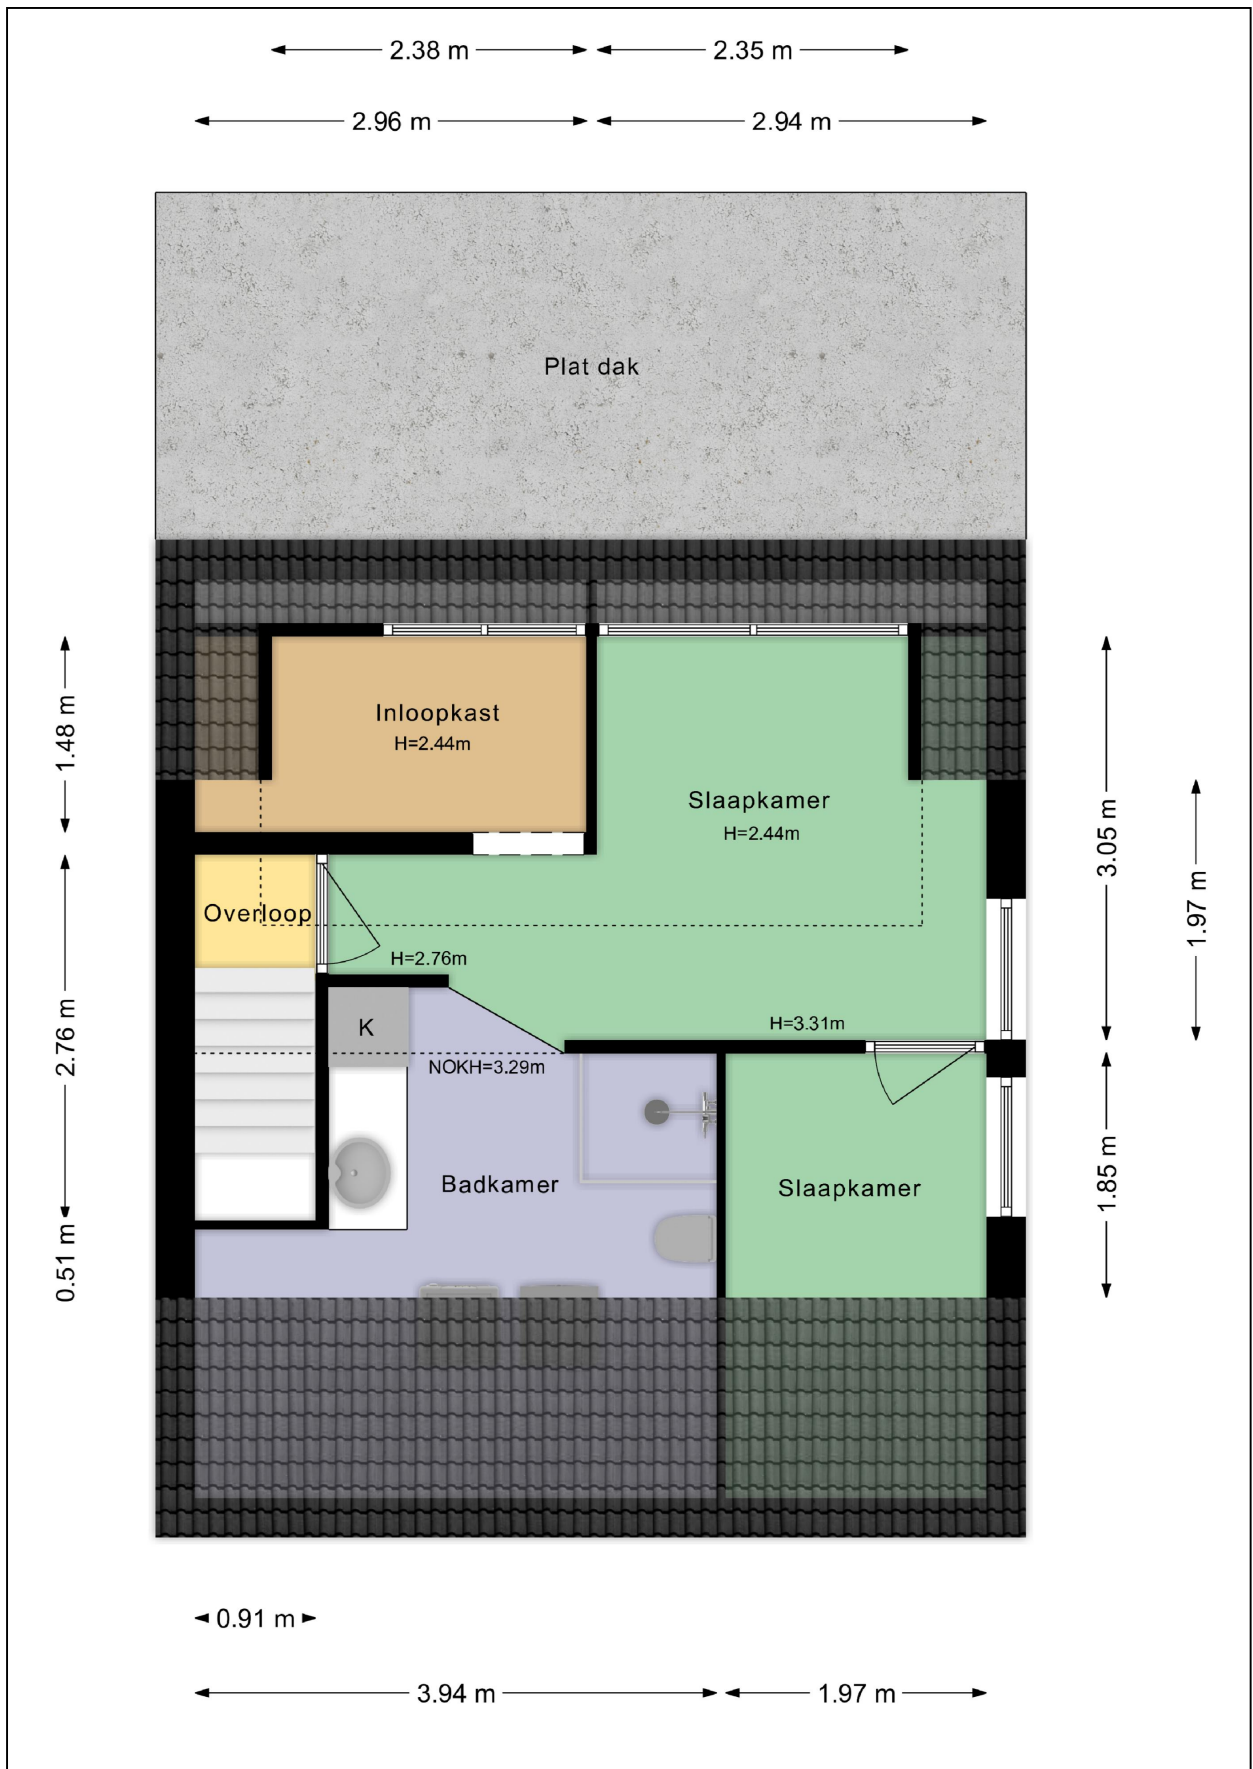 2.38 m
2.35 m
2.96 m
2.94 m
Plat dak
Inloopkast
H=2.44m
Slaapkamer
H=2.44m
1.48 m
3.05 m
1.97 m
Overloop
H=2.76m
H=3.31m
K
NOKH=3.29m
2.76 m
Badkamer
Slaapkamer
1.85 m
0.51 m
0.91 m
3.94 m
1.97 m